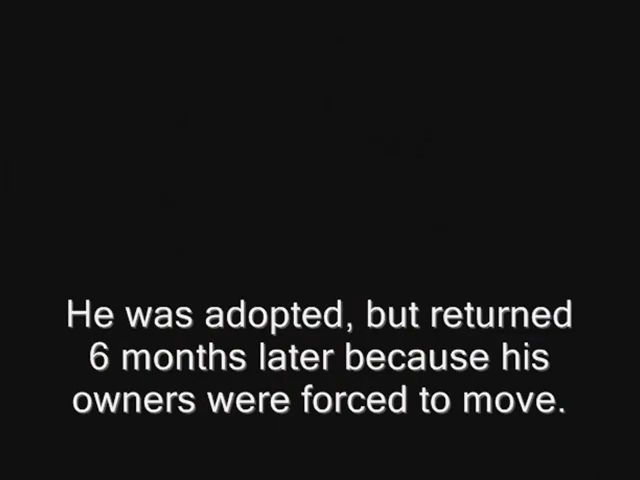 He was adopted, but returned
6 months later because his
owners were forced to move.